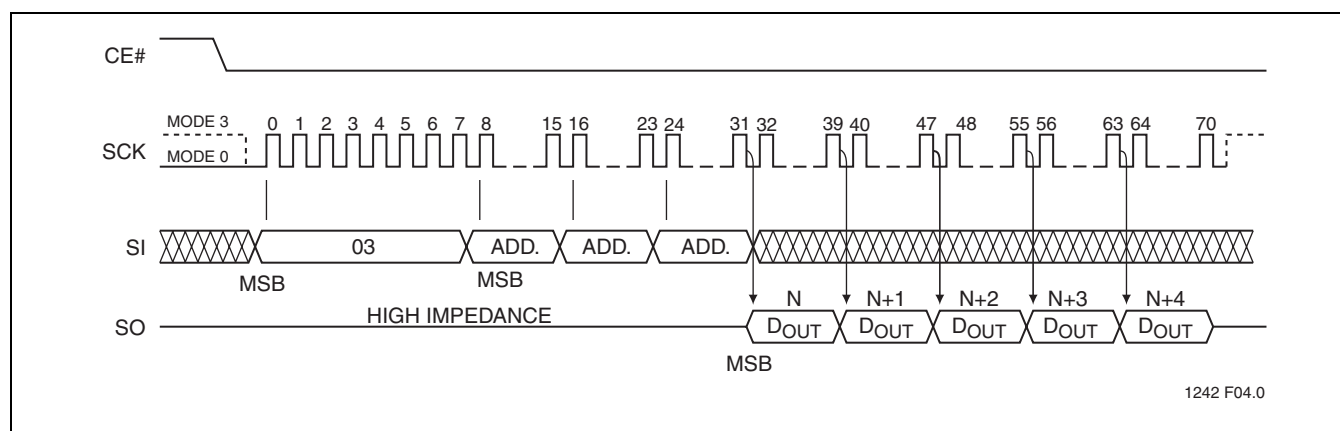 CE#
MODE 3
0 1 2 3 4 5 6 7 8 15 16 23 24 31 32 39 40 47 48 55 56 63 64 70
SCK
MODE 0
SI
03 ADD. ADD. ADD.
MSB MSB
N N+1 N+2 N+3 N+4
HIGH IMPEDANCE
SO
DOUT DOUT DOUT DOUT DOUT
MSB
1242 F04.0